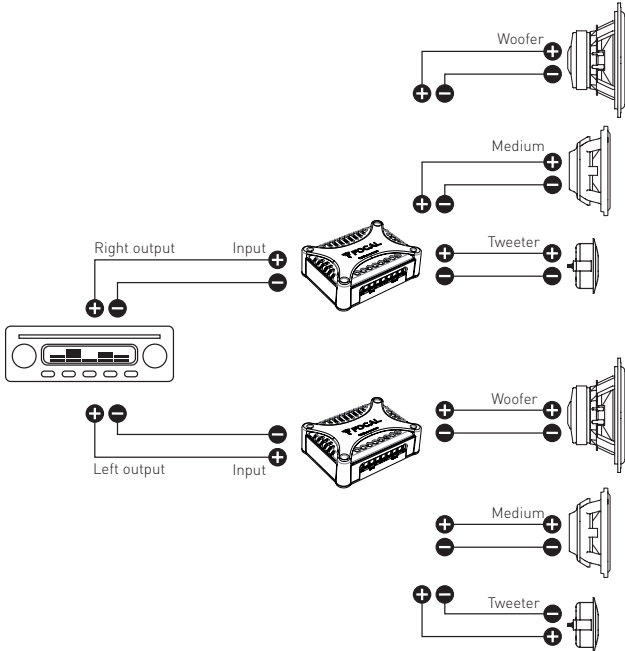 Woofer
Medium
Right output
Input
Tweeter
FOCAL
Woofer
FOCAL
Left output
Input
Medium
Tweeter